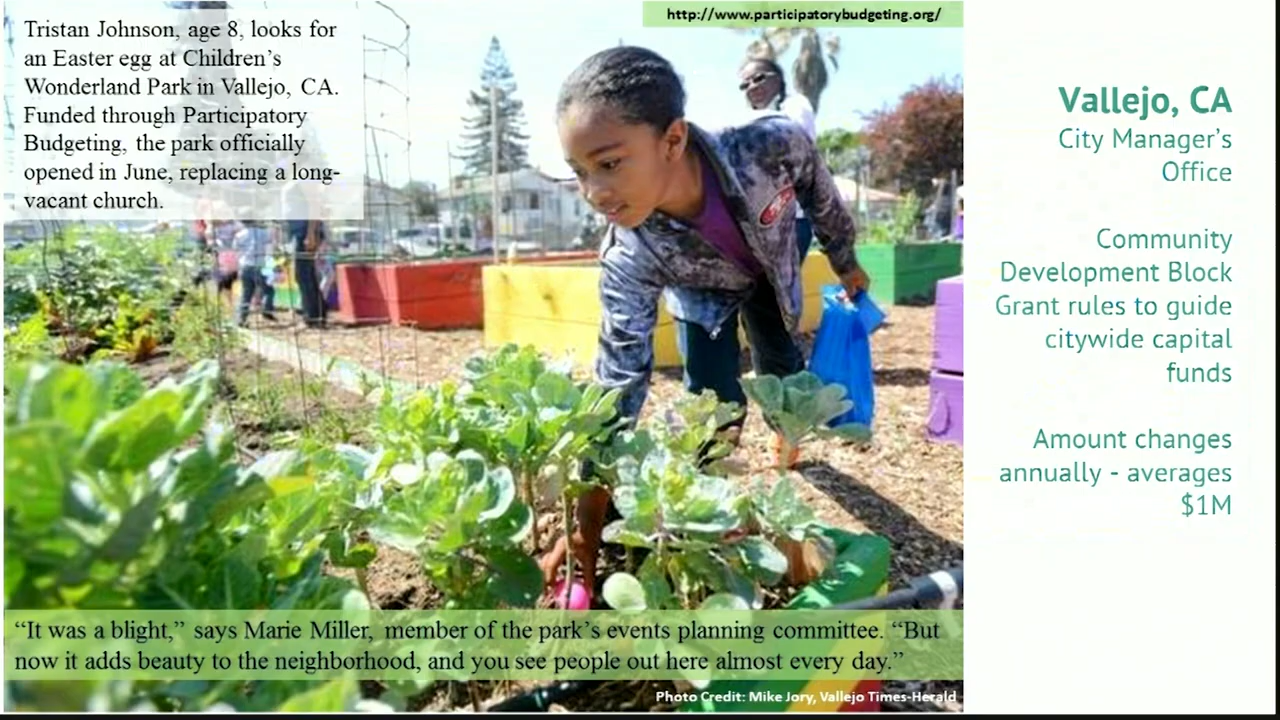 http://www.participatorybudgeting.org/
Tristan Johnson, age 8, looks for
an Easter egg at Children’s
Wonderland Park in Vallejo, CA.
Funded through Participatory
Budgeting, the park officially
opened in June, replacing a long-
vacant church.
Vallejo, CA
City Manager’s
Office
Community
Development Block
Grant rules to guide
citywide capital
funds
Amount changes
annually - averages
$1M
“It was a blight,” says Marie Miller, member of the park’s events planning committee. “But
now it adds beauty to the neighborhood, and you see people out here almost every day.”
Photo Credit: Mike Jory, Vallejo Times-Herald